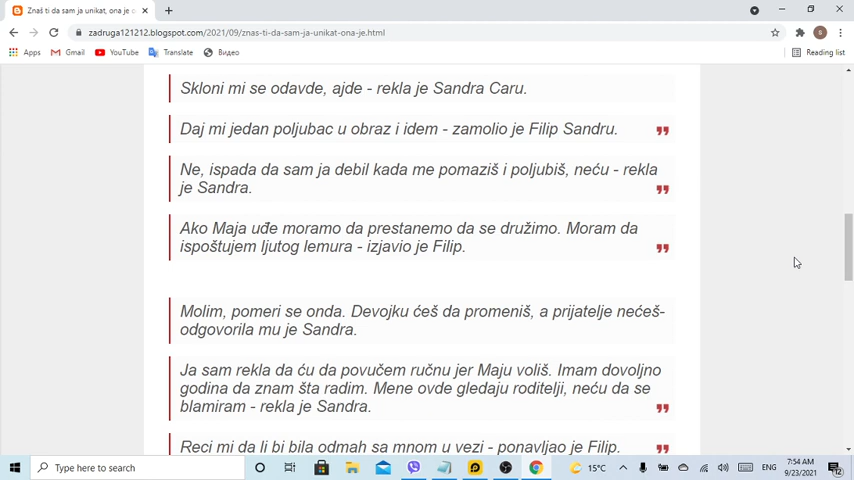 Znaš ti da sam ja unikat, ona je o
zadruga121212.blogspot.com/2021/09/znas-ti-da-sam-ja-unikat-ona-je.html
Apps Gmail YouTube Translate Видео Reading list
Skloni mi se odavde, ajde - rekla je Sandra Caru.
Daj mi jedan poljubac u obraz i idem - zamolio je Filip Sandru.
Ne, ispada da sam ja debil kada me pomaziš i poljubiš, neću - rekla
je Sandra.
Ako Maja uđe moramo da prestanemo da se družimo. Moram da
ispoštujem ljutog lemura - izjavio je Filip.
Molim, pomeri se onda. Devojku ćeš da promeniš, a prijatelje nećeš-
odgovorila mu je Sandra.
Ja sam rekla da ću da povučem ručnu jer Maju voliš. Imam dovoljno
godina da znam šta radim. Mene ovde gledaju roditelji, neću da se
blamiram - rekla je Sandra.
Reci mi da li bi bila odmah sa mnom u vezi - ponavljao je Filip.
Type here to search 15°C ENG 7:54 AM
9/23/2021 12